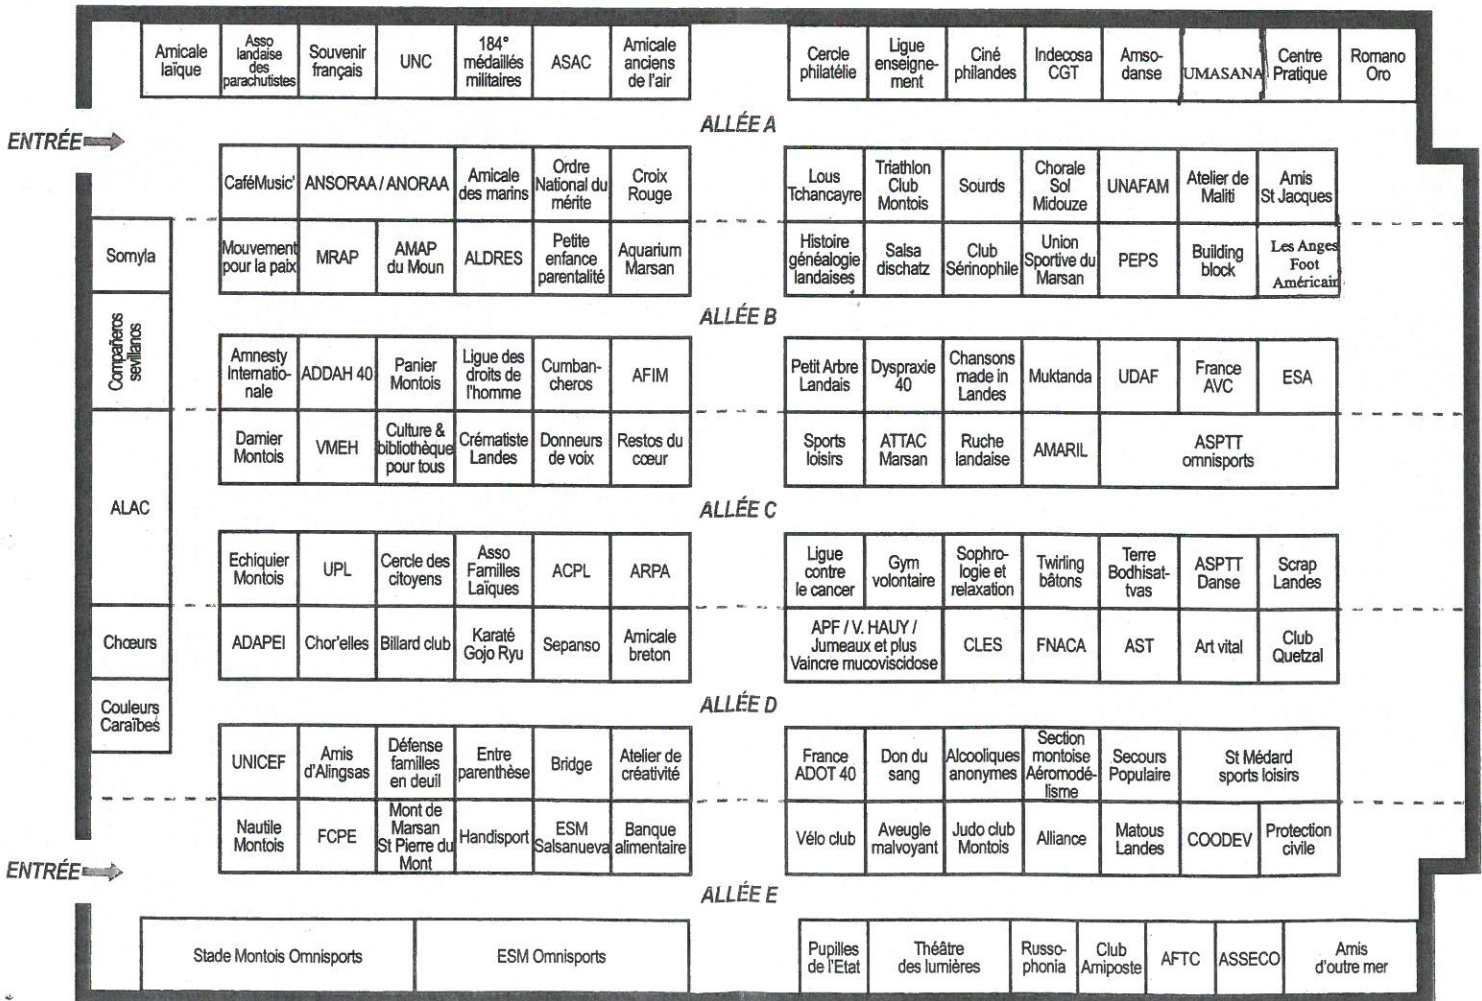 Amicale
laïque
Asso
landaise
des
parachutistes
Souvenir
français
UNC
184°
médaillés
militaires
ASAC
Amicale
anciens
de l'air
Cercle
philatélie
Ligue
enseigne-
ment
Ciné
philandes
Indecosa
CGT
Amso-
danse
UMASANA
Centre
Pratique
Romano
Oro
ALLÉE A
ENTRÉE
CaféMusic'
ANSORAA / ANORAA
Amicale
des marins
Ordre
National du
mérite
Croix
Rouge
Lous
Tchancayre
Triathlon
Club
Montois
Sourds
Chorale
Sol
Midouze
UNAFAM
Atelier de
Maliti
Amis
St Jacques
Somyla
Mouvement
pour la paix
MRAP
AMAP
du Moun
ALDRES
Petite
enfance
parentalité
Aquarium
Marsan
Histoire
généalogie
landaises
Salsa
dischatz
Club
Sérinophile
Union
Sportive du
Marsan
PEPS
Building
block
Les Anges
Foot
Américain
ALLÉE B
Compañeros
sevillanos
Amnesty
Internatio-
nale
ADDAH 40
Panier
Montois
Ligue des
droits de
l'homme
Cumban-
cheros
AFIM
Petit Arbre
Landais
Dyspraxie
40
Chansons
made in
Landes
Muktanda
UDAF
France
AVC
ESA
ALAC
Damier
Montois
VMEH
Culture &
bibliothèque
pour tous
Crématiste
Landes
Donneurs
de voix
Restos du
cœur
Sports
loisirs
ATTAC
Marsan
Ruche
landaise
AMARIL
ASPTT
omnisports
ALLÉE C
Echiquier
Montois
UPL
Cercle des
citoyens
Asso
Familles
Laïques
ACPL
ARPA
Ligue
contre
le cancer
Gym
volontaire
Sophro-
logie et
relaxation
Twirling
bâtons
Terre
Bodhisat-
tvas
ASPTT
Danse
Scrap
Landes
Chœurs
ADAPEI
Chor'elles
Billard club
Karaté
Gojo Ryu
Sepanso
Amicale
breton
APF / V. HAUY /
Jumeaux et plus
Vaincre mucoviscidose
CLES
FNACA
AST
Art vital
Club
Quetzal
Couleurs
Caraïbes
ALLÉE D
UNICEF
Amis
d'Alingsas
Défense
familles
en deuil
Entre
parenthèse
Bridge
Atelier de
créativité
France
ADOT 40
Don du
sang
Alcooliques
anonymes
Section
montoise
Aéromodé-
lisme
Secours
Populaire
St Médard
sports loisirs
Nautile
Montois
FCPE
Mont de
Marsan
St Pierre du
Mont
Handisport
ESM
Salsanueva
Banque
alimentaire
Vélo club
Aveugle
malvoyant
Judo club
Montois
Alliance
Matous
Landes
COODEV
Protection
civile
ENTRÉE
ALLÉE E
Stade Montois Omnisports
ESM Omnisports
Pupilles
de l'Etat
Théâtre
des lumières
Russo-
phonia
Club
Amiposte
AFTC
ASSECO
Amis
d'outre mer